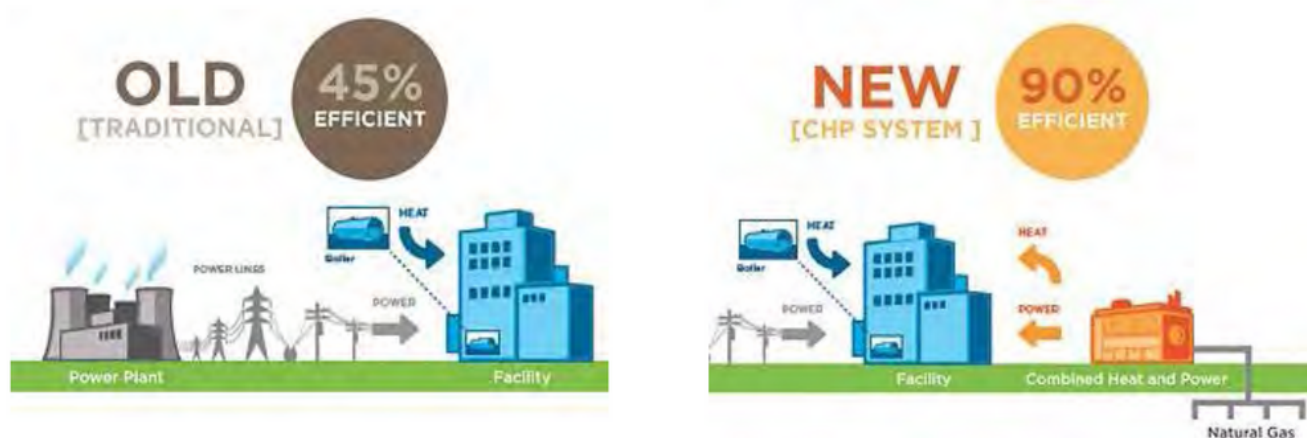 OLD
[TRADITIONAL]
45%
EFFICIENT
HEAT
Boiler
POWER LINES
POWER
Power Plant
Facility
NEW
[CHP SYSTEM ]
90%
EFFICIENT
HEAT
Boiler
POWER
HEAT
POWER
Facility
Combined Heat and Power
Natural Gas